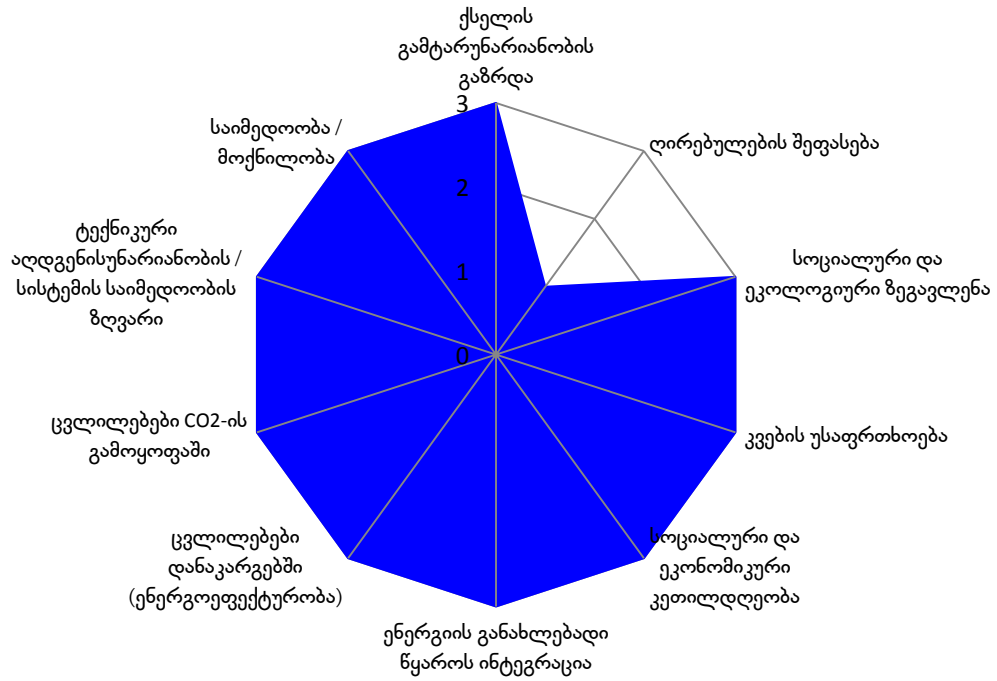 ქსელის
გამტარუნარიანობის
გაზრდა
ღირებულების შეფასება
სოციალური და
ეკოლოგიური ზეგავლენა
კვების უსაფრთხოება
სოციალური და
ეკონომიკური
კეთილდღეობა
ენერგიის განახლებადი
წყაროს ინტეგრაცია
ცვლილებები
დანაკარგებში
(ენერგოეფექტურობა)
ცვლილებები CO2-ის
გამოყოფაში
ტექნიკური
აღდგენისუნარიანობის /
სისტემის საიმედოობის
ზღვარი
საიმედოობა /
მოქნილობა
3
2
1
0